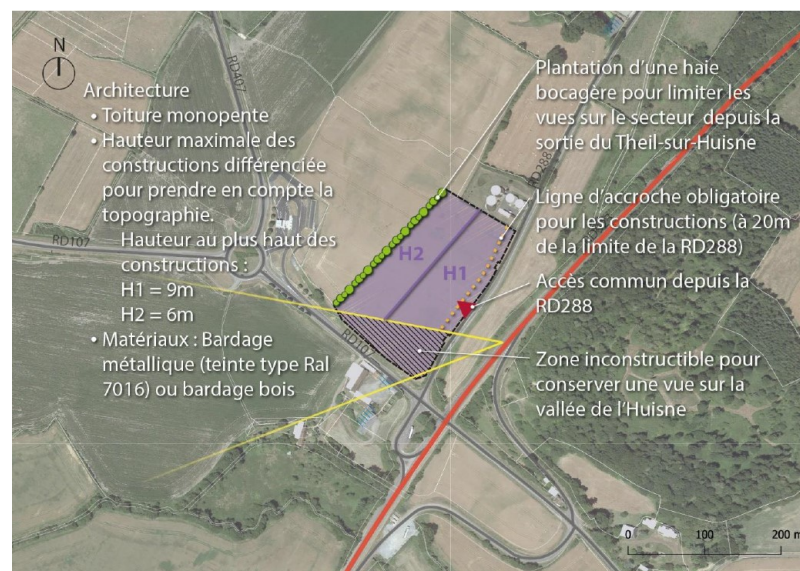 N
Architecture
• Toiture monopente
• Hauteur maximale des
constructions différenciée
pour prendre en compte la
topographie.
Hauteur au plus haut des
constructions :
H1 = 9m
H2 = 6m
• Matériaux : Bardage
métallique (teinte type Ral
7016) ou bardage bois
RD407
RD107
RD288
H2
H1
RD107
Plantation d’une haie
bocagère pour limiter les
vues sur le secteur depuis la
sortie du Theil-sur-Huisne
Ligne d’accroche obligatoire
pour les constructions (à 20m
de la limite de la RD288)
Accès commun depuis la
RD288
Zone inconstructible pour
conserver une vue sur la
vallée de l’Huisne
0 100 200 m